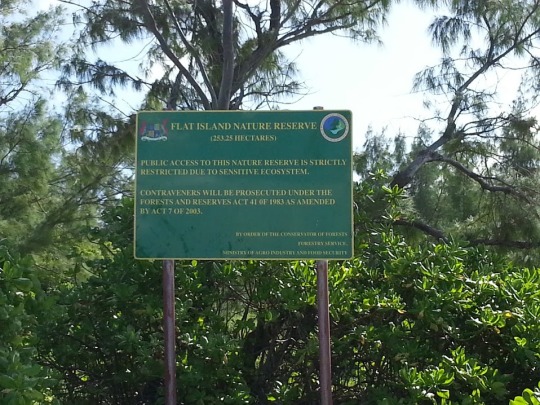 FLAT ISLAND NATURE RESERVE
(253.25 HECTARES)
PUBLIC ACCESS TO THIS NATURE RESERVE IS STRICTLY
RESTRICTED DUE TO SENSITIVE ECOSYSTEM.
CONTRAVENERS WILL BE PROSECUTED UNDER THE
FORESTS AND RESERVES ACT 41 0F 1983 AS AMENDED
BY ACT 7 OF 2003.
BY ORDER OF THE CONSERVATOR OF FORESTS
FORESTRY SERVICE.
MINISTRY OF AGRO INDUSTRY AND FOOD SECURITY